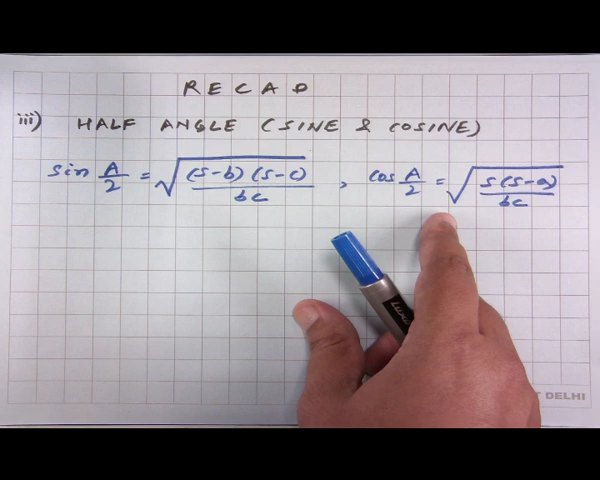 RECAP
iii) HALF ANGLE (SINE & COSINE)
sin A/2 = √((s-b)(s-c)/bc) , cos A/2 = √(s(s-a)/bc)
DELHI